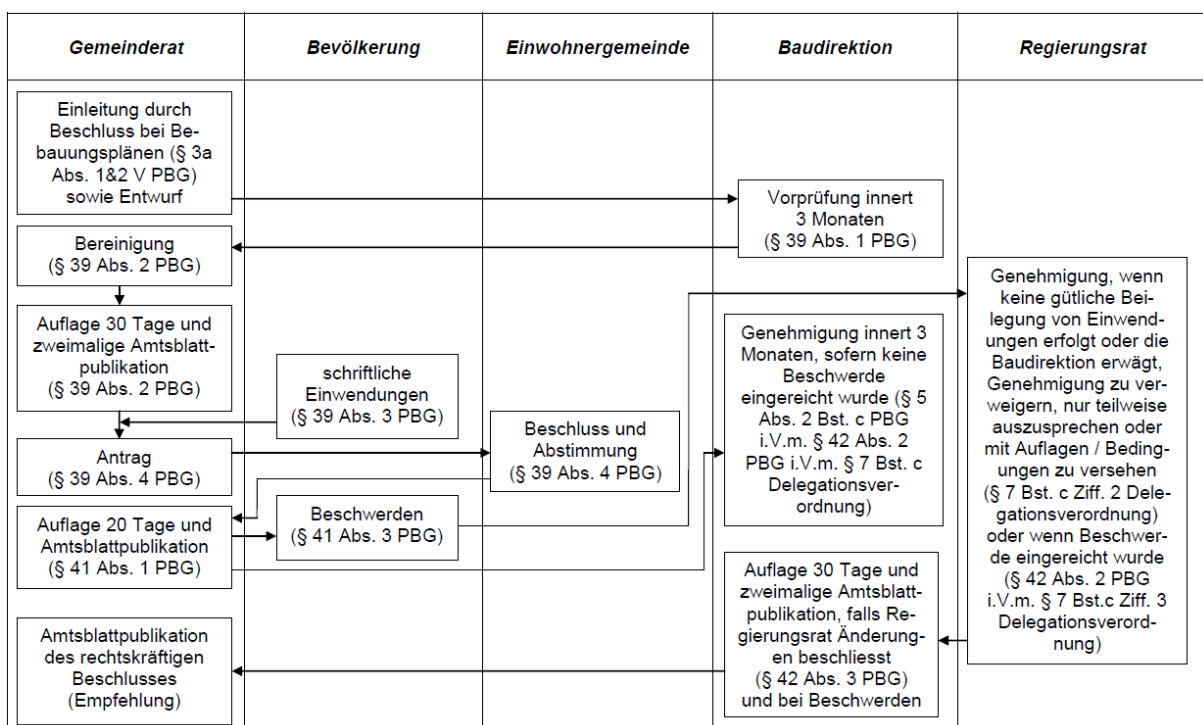 Gemeinderat
Bevölkerung
Einwohnergemeinde
Baudirektion
Regierungsrat
Einleitung durch
Beschluss bei Be-
bauungsplänen (§ 3a
Abs. 1&2 V PBG)
sowie Entwurf
Vorprüfung innert
3 Monaten
(§ 39 Abs. 1 PBG)
Bereinigung
(§ 39 Abs. 2 PBG)
Auflage 30 Tage und
zweimalige Amtsblatt-
publikation
(§ 39 Abs. 2 PBG)
schriftliche
Einwendungen
(§ 39 Abs. 3 PBG)
Antrag
(§ 39 Abs. 4 PBG)
Beschluss und
Abstimmung
(§ 39 Abs. 4 PBG)
Auflage 20 Tage und
Amtsblattpublikation
(§ 41 Abs. 1 PBG)
Beschwerden
(§ 41 Abs. 3 PBG)
Genehmigung innert 3
Monaten, sofern keine
Beschwerde
eingereicht wurde (§ 5
Abs. 2 Bst. c PBG
i.V.m. § 42 Abs. 2
PBG i.V.m. § 7 Bst. c
Delegationsver-
ordnung)
Genehmigung, wenn
keine gütliche Bei-
legung von Einwend-
ungen erfolgt oder die
Baudirektion erwägt,
Genehmigung zu ver-
weigern, nur teilweise
auszusprechen oder
mit Auflagen / Beding-
ungen zu versehen
(§ 7 Bst. c Ziff. 2 Dele-
gationsverordnung)
oder wenn Beschwer-
de eingereicht wurde
(§ 42 Abs. 2 PBG
i.V.m. § 7 Bst.c Ziff. 3
Delegationsverord-
nung)
Auflage 30 Tage und
zweimalige Amtsblatt-
publikation, falls Re-
gierungsrat Änderung-
en beschliesst
(§ 42 Abs. 3 PBG)
und bei Beschwerden
Amtsblattpublikation
des rechtskräftigen
Beschlusses
(Empfehlung)